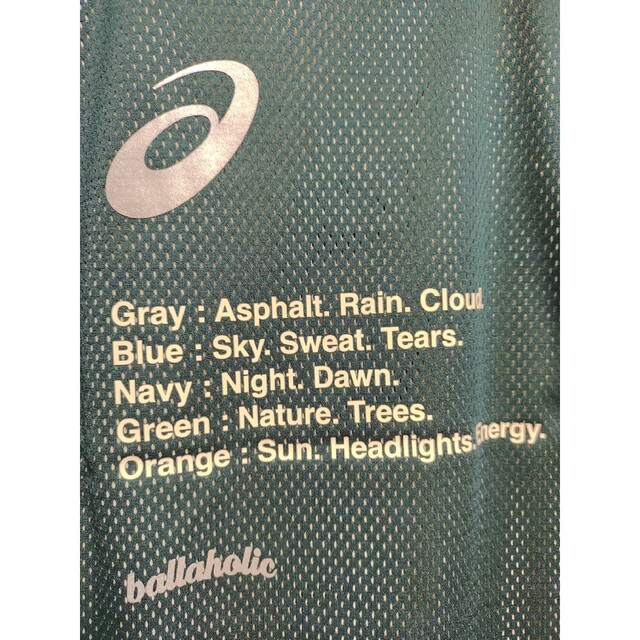 Gray : Asphalt. Rain. Cloud.
Blue : Sky. Sweat. Tears.
Navy : Night. Dawn.
Green : Nature. Trees.
Orange : Sun. Headlights. Energy.
ballaholic